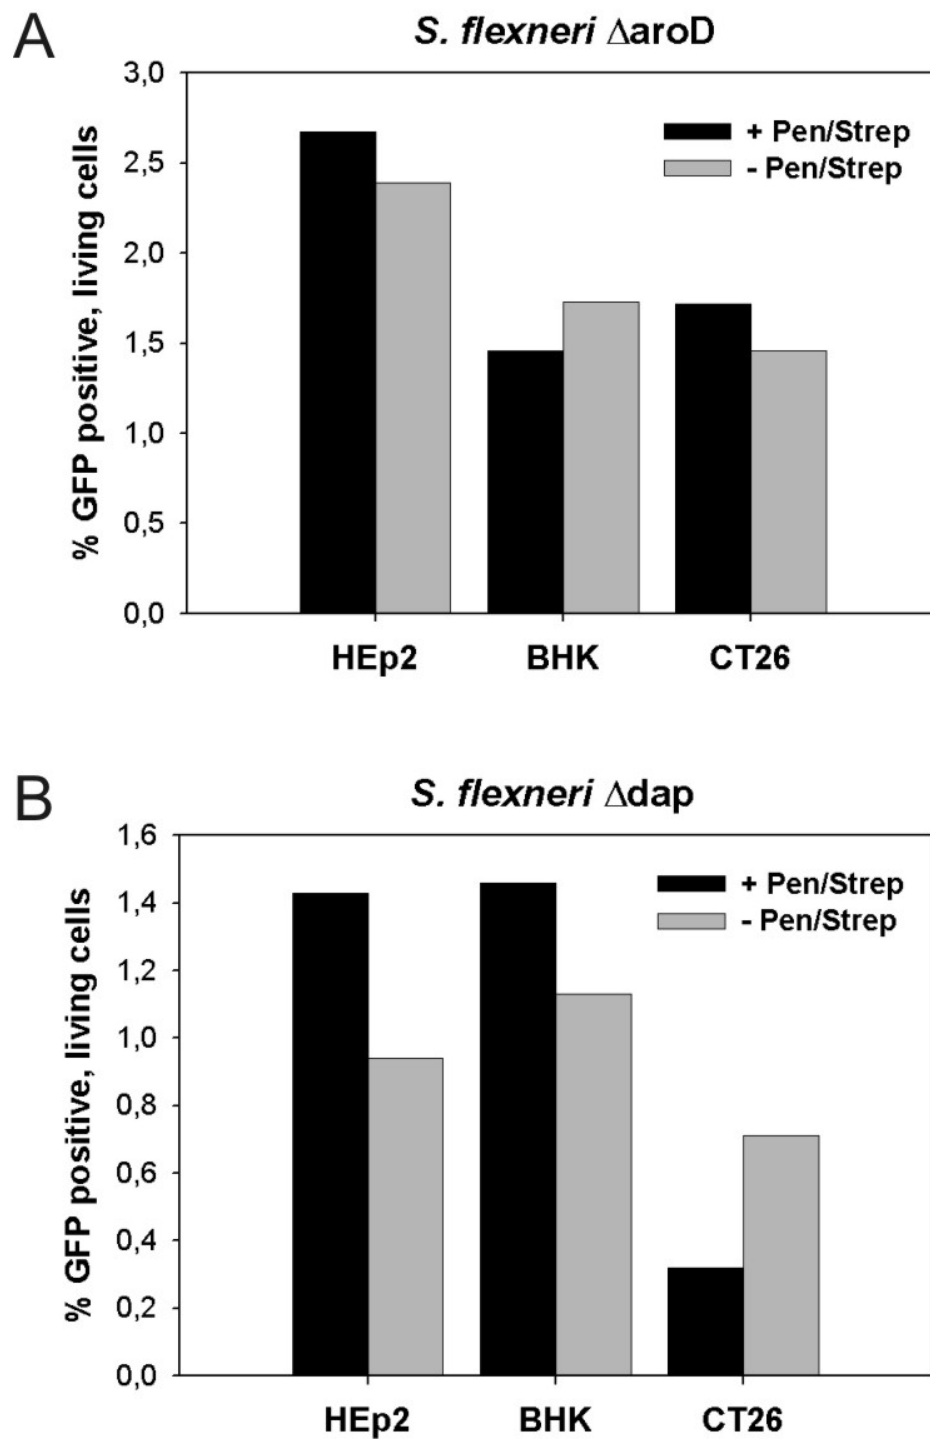 A
S. flexneri ΔaroD
3,0
2,5
2,0
1,5
1,0
0,5
0,0
% GFP positive, living cells
+ Pen/Strep
- Pen/Strep
HEp2 BHK CT26
B
S. flexneri Δdap
1,6
1,4
1,2
1,0
0,8
0,6
0,4
0,2
0,0
% GFP positive, living cells
+ Pen/Strep
- Pen/Strep
HEp2 BHK CT26